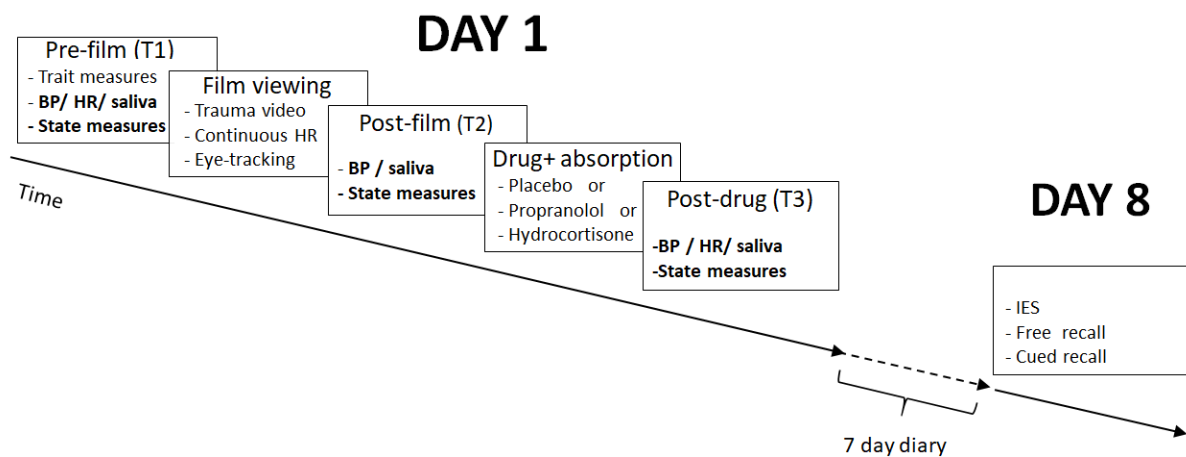 DAY 1
Pre-film (T1)
- Trait measures
- BP/ HR/ saliva
- State measures
Film viewing
- Trauma video
- Continuous HR
- Eye-tracking
Post-film (T2)
- BP / saliva
- State measures
Drug+ absorption
- Placebo or
- Propranolol or
- Hydrocortisone
Post-drug (T3)
-BP / HR/ saliva
-State measures
Time
DAY 8
- IES
- Free recall
- Cued recall
7 day diary